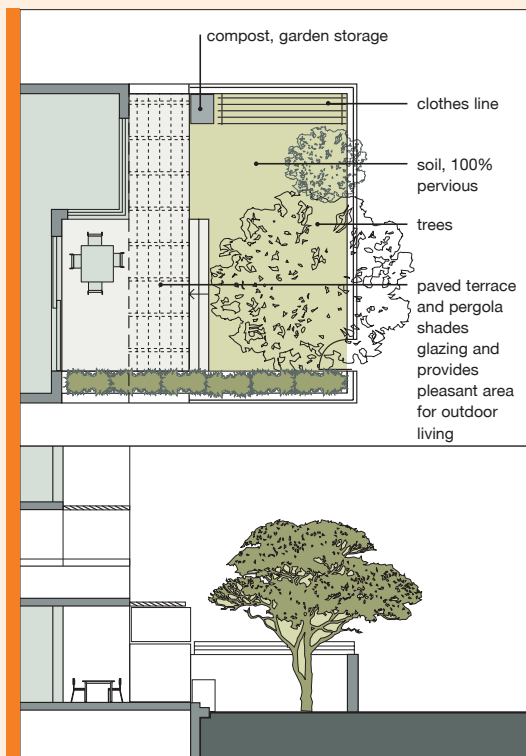 compost, garden storage
clothes line
soil, 100%
pervious
trees
paved terrace
and pergola
shades
glazing and
provides
pleasant area
for outdoor
living